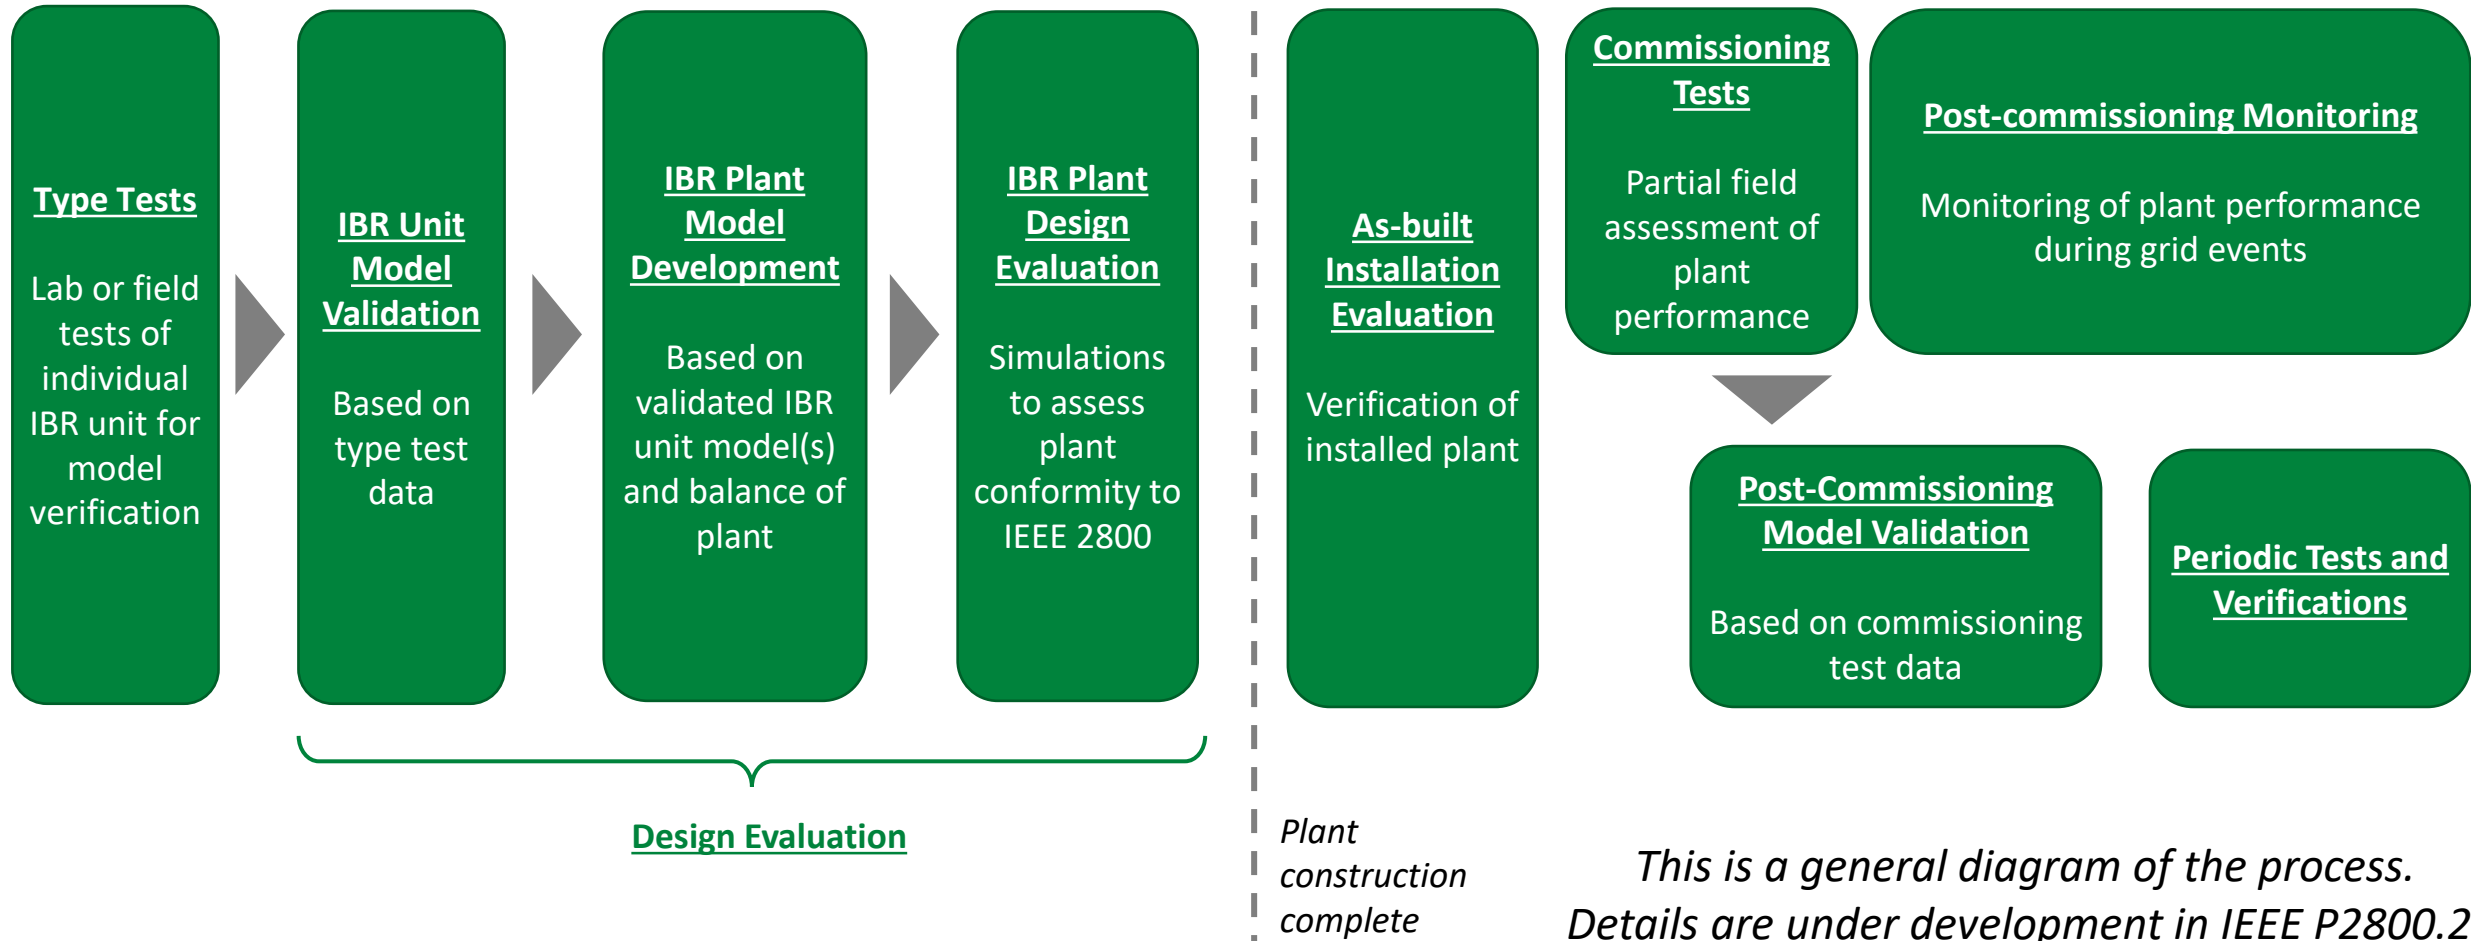 Type Tests
Lab or field
tests of
individual
IBR unit for
model
verification
IBR Unit
Model
Validation
Based on
type test
data
IBR Plant
Model
Development
Based on
validated IBR
unit model(s)
and balance of
plant
IBR Plant
Design
Evaluation
Simulations
to assess
plant
conformity to
IEEE 2800
Design Evaluation
Plant
construction
complete
As-built
Installation
Evaluation
Verification of
installed plant
Commissioning
Tests
Partial field
assessment of
plant
performance
Post-commissioning Monitoring
Monitoring of plant performance
during grid events
Post-Commissioning
Model Validation
Based on commissioning
test data
Periodic Tests and
Verifications
This is a general diagram of the process.
Details are under development in IEEE P2800.2